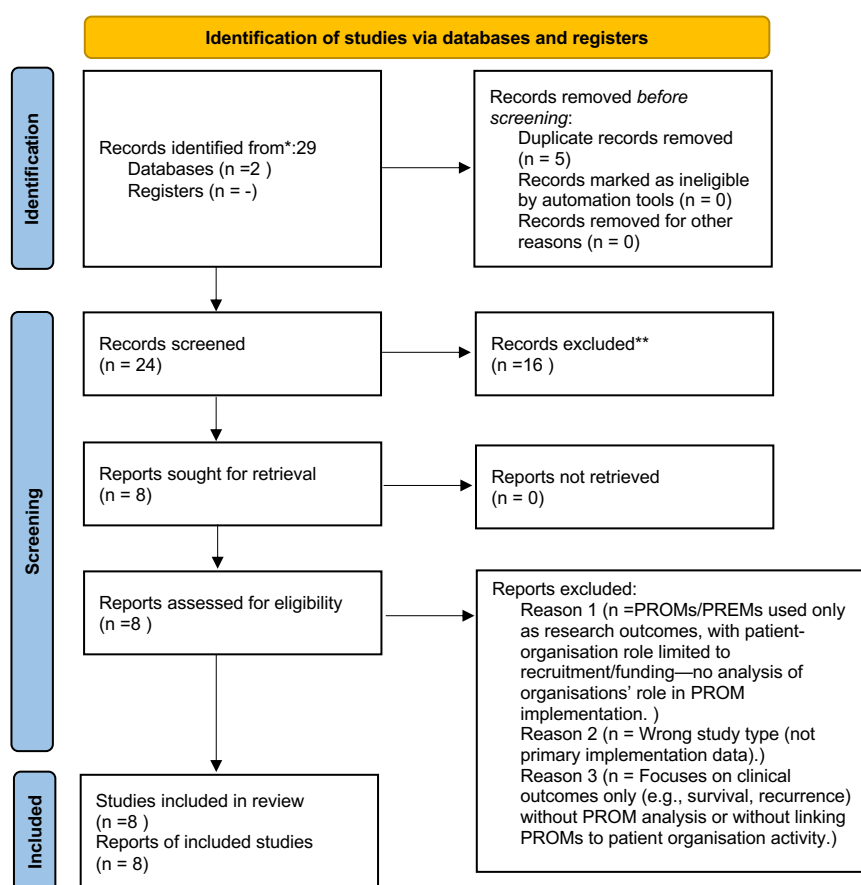 Identification of studies via databases and registers
Identification
Records identified from*:29
Databases (n =2 )
Registers (n = -)
Records removed before
screening:
Duplicate records removed
(n = 5)
Records marked as ineligible
by automation tools (n = 0)
Records removed for other
reasons (n = 0)
Screening
Records screened
(n = 24)
Records excluded**
(n =16 )
Reports sought for retrieval
(n = 8)
Reports not retrieved
(n = 0)
Reports assessed for eligibility
(n =8 )
Reports excluded:
Reason 1 (n =PROMs/PREMs used only
as research outcomes, with patient-
organisation role limited to
recruitment/funding—no analysis of
organisations’ role in PROM
implementation. )
Reason 2 (n = Wrong study type (not
primary implementation data).)
Reason 3 (n = Focuses on clinical
outcomes only (e.g., survival, recurrence)
without PROM analysis or without linking
PROMs to patient organisation activity.)
Included
Studies included in review
(n =8 )
Reports of included studies
(n = 8)